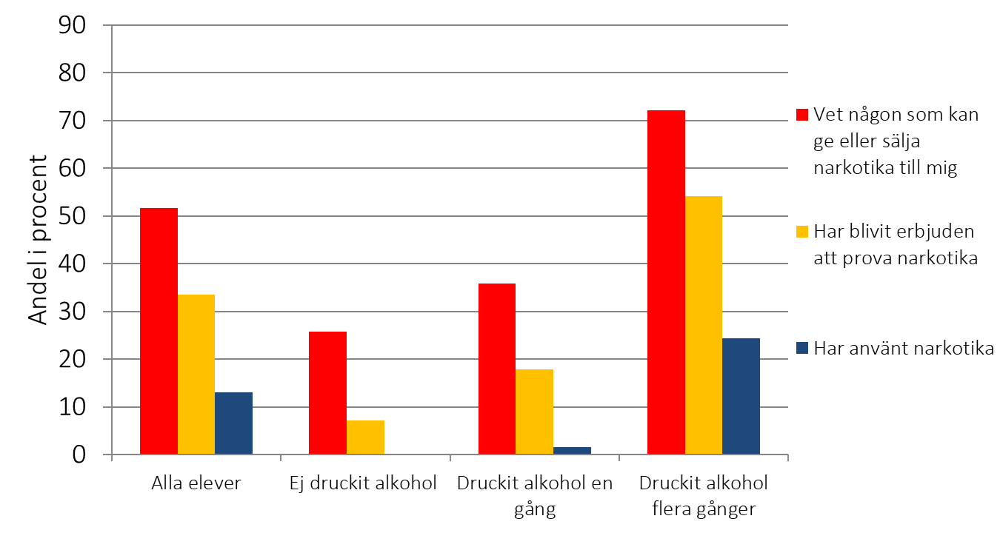 90
80
70
60
50
40
30
20
10
0
Andel i procent
Alla elever
Ej druckit alkohol
Druckit alkohol en
gång
Druckit alkohol
flera gånger
Vet någon som kan
ge eller sälja
narkotika till mig
Har blivit erbjuden
att prova narkotika
Har använt narkotika